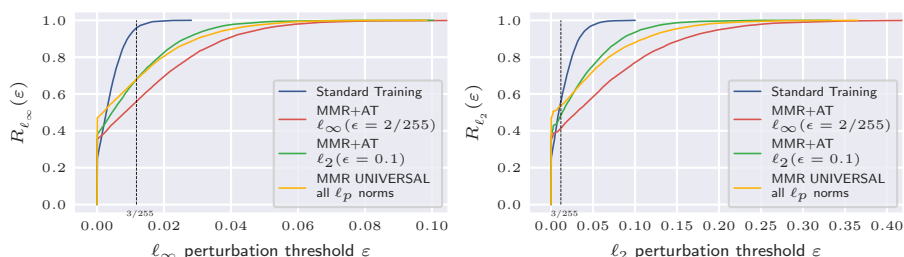 1.0
0.8
0.6
0.4
0.2
0.0
R_{ℓ∞}(ε)
Standard Training
MMR+AT
ℓ∞(ϵ = 2/255)
MMR+AT
ℓ2(ϵ = 0.1)
MMR UNIVERSAL
all ℓp norms
3/255
0.00 0.02 0.04 0.06 0.08 0.10
ℓ∞ perturbation threshold ε
1.0
0.8
0.6
0.4
0.2
0.0
R_{ℓ2}(ε)
Standard Training
MMR+AT
ℓ∞(ϵ = 2/255)
MMR+AT
ℓ2(ϵ = 0.1)
MMR UNIVERSAL
all ℓp norms
3/255
0.00 0.05 0.10 0.15 0.20 0.25 0.30 0.35 0.40
ℓ2 perturbation threshold ε